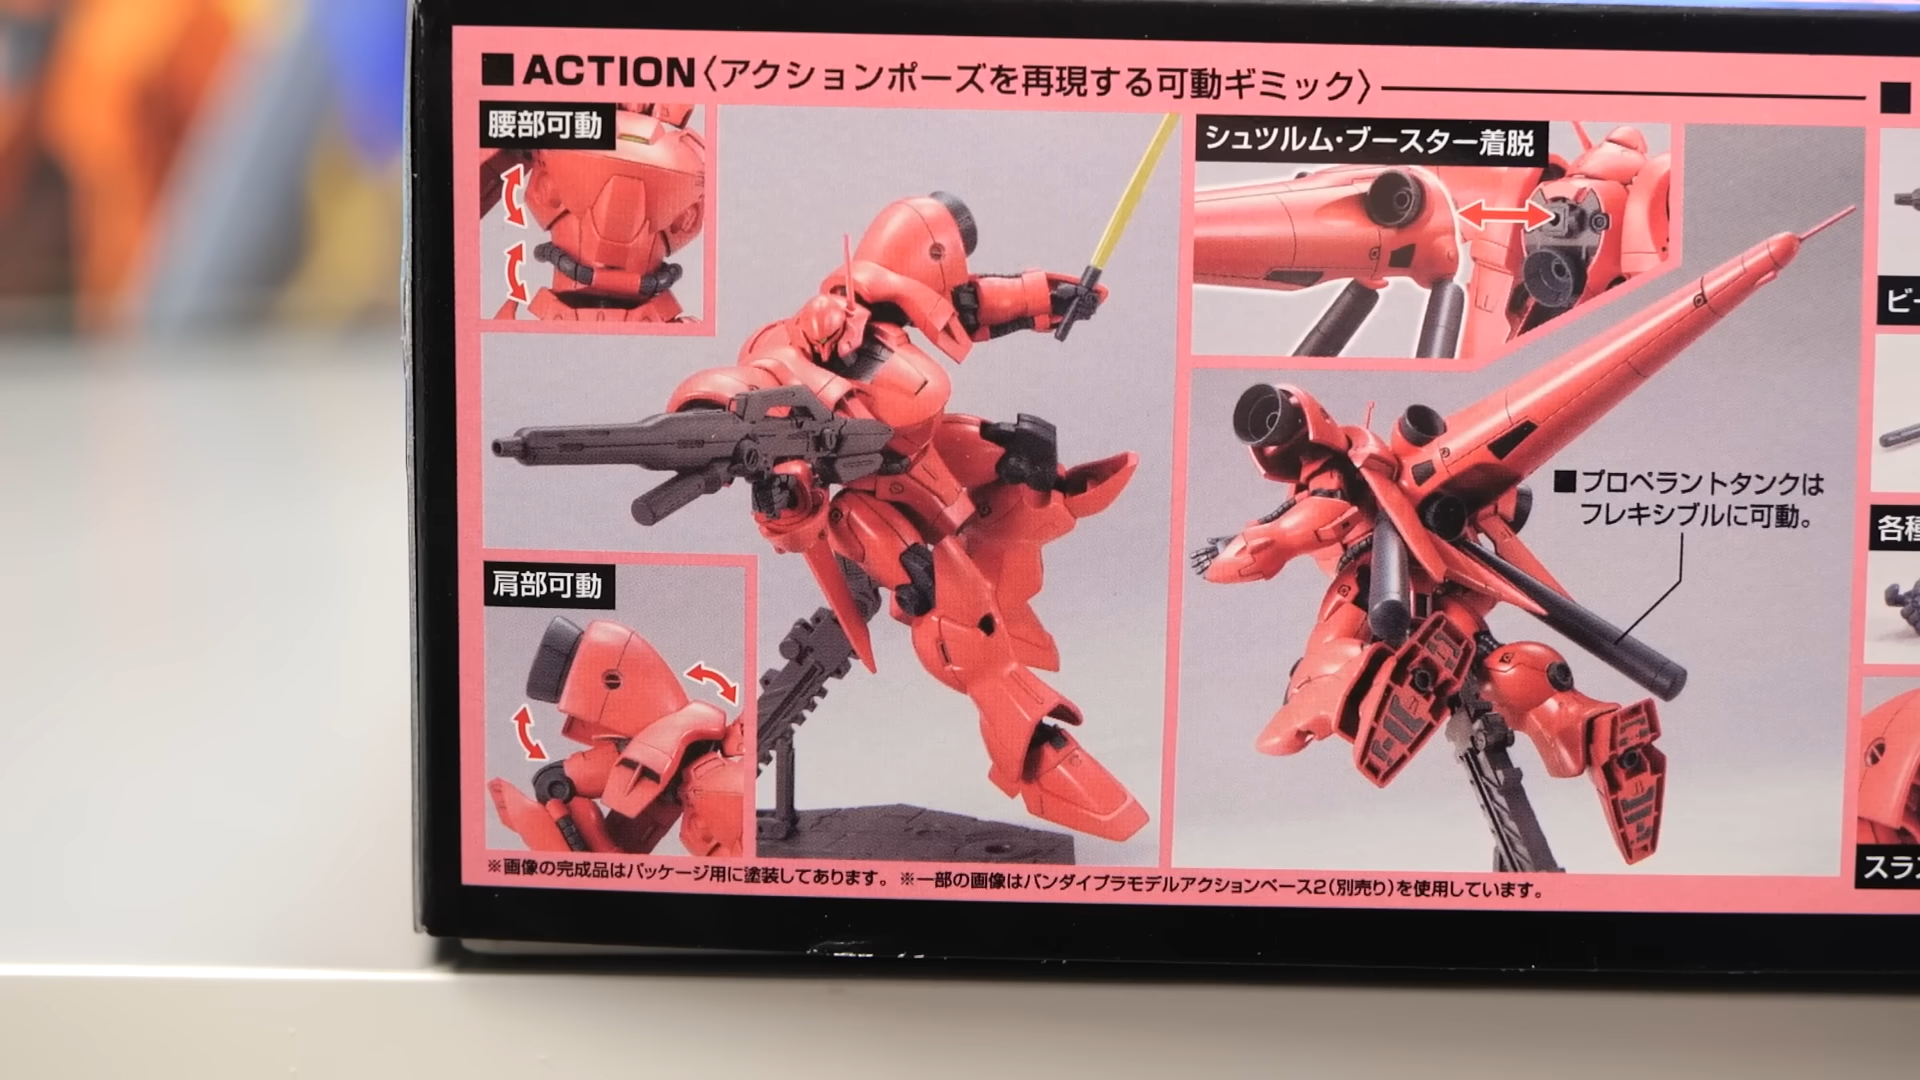 ■ACTION〈アクションポーズを再現する可動ギミック〉
腰部可動
シュツルム・ブースター着脱
■プロペラントタンクは
フレキシブルに可動。
肩部可動
※画像の完成品はパッケージ用に塗装してあります。※一部の画像はバンダイプラモデルアクションベース2(別売り)を使用しています。
ビー
各種
スラス